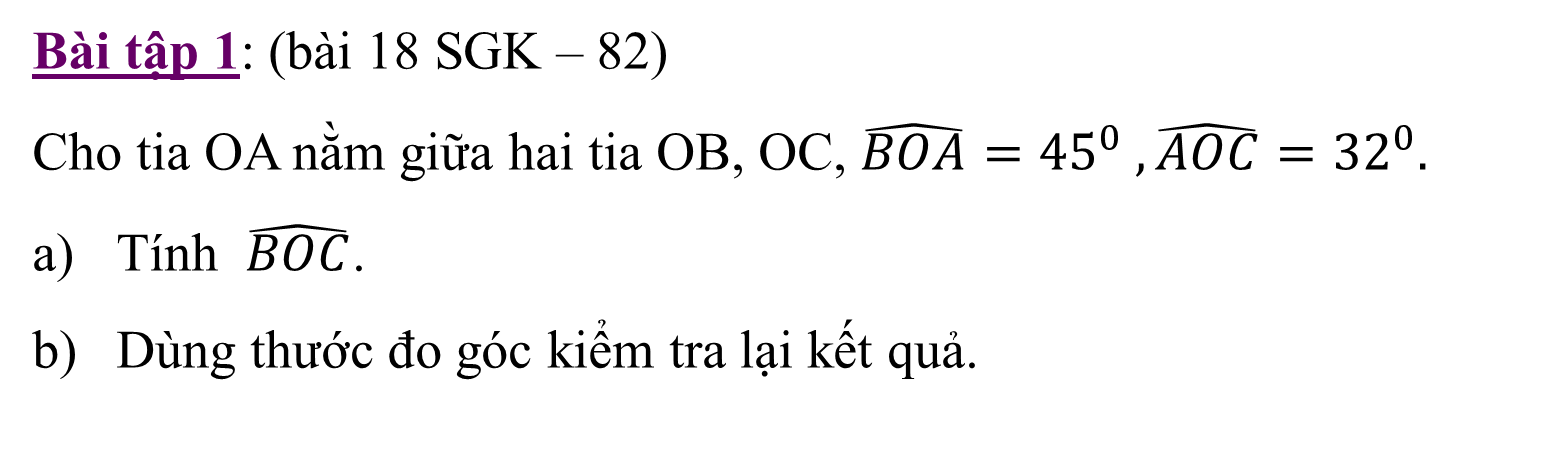 Bài tập 1: (bài 18 SGK – 82)
Cho tia OA nằm giữa hai tia OB, OC, $\widehat{BOA} = 45^0$ , $\widehat{AOC} = 32^0$.
a) Tính $\widehat{BOC}$.
b) Dùng thước đo góc kiểm tra lại kết quả.